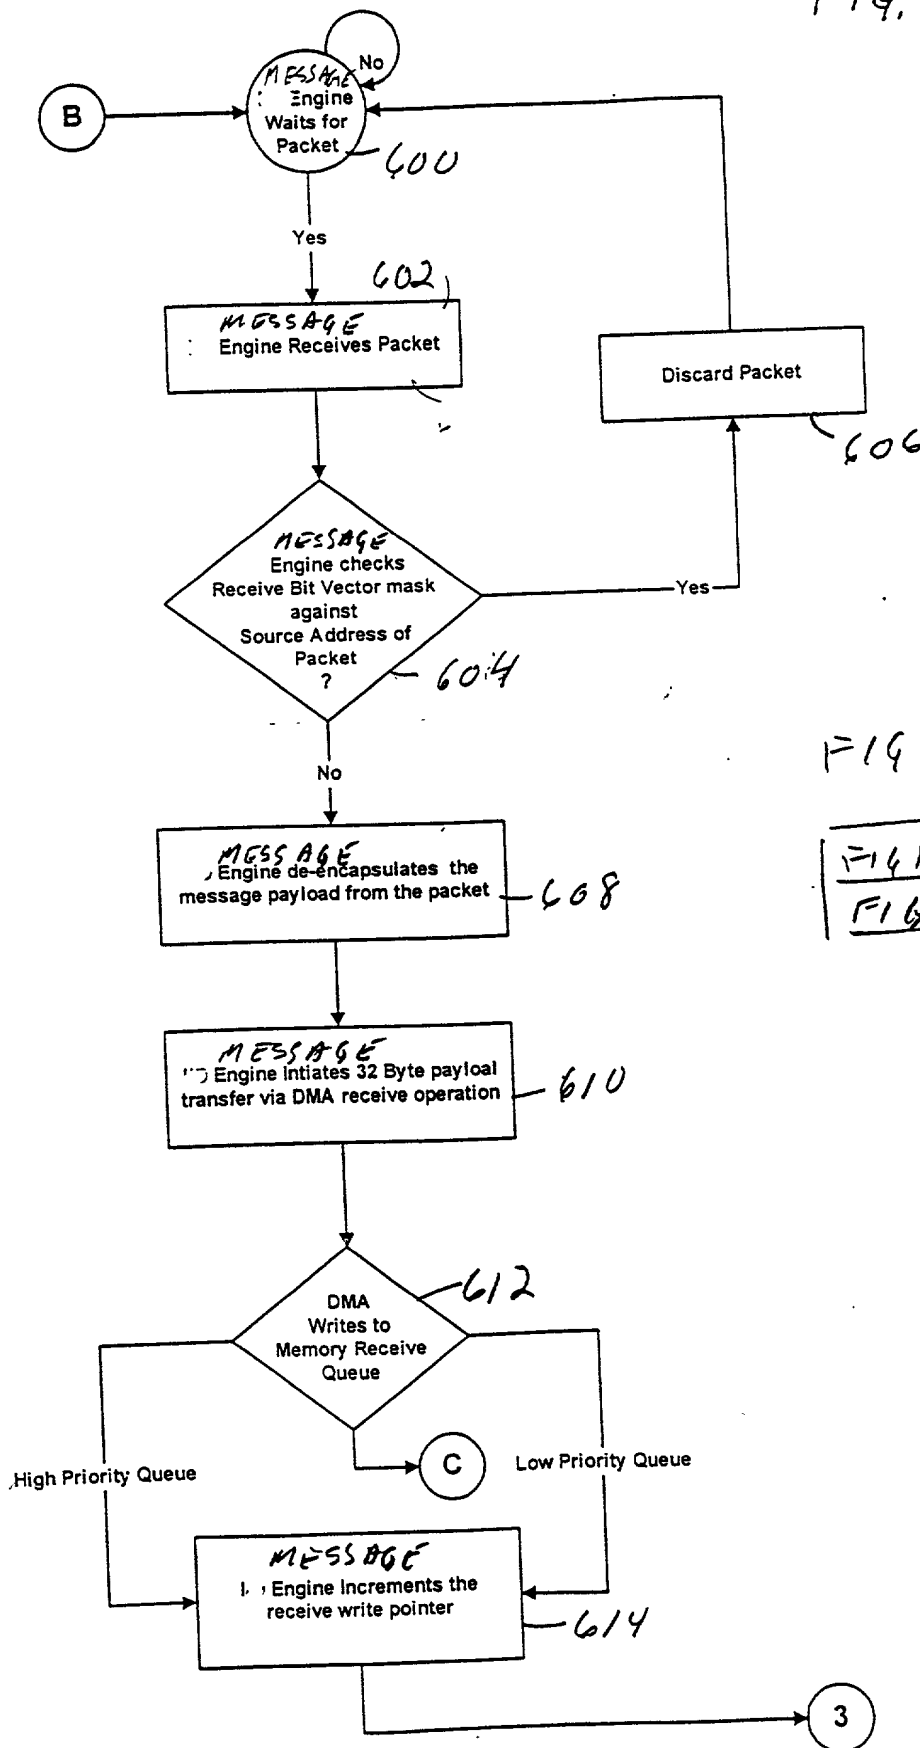 FIG.
No
MESSAGE
Engine
Waits for
Packet
B
600
Yes
602
MESSAGE
Engine Receives Packet
Discard Packet
606
MESSAGE
Engine checks
Receive Bit Vector mask
against
Source Address of
Packet
?
Yes
604
No
FIG
MESSAGE
Engine de-encapsulates the
message payload from the packet
608
FIG
FIG
MESSAGE
Engine Intiates 32 Byte payload
transfer via DMA receive operation
610
612
DMA
Writes to
Memory Receive
Queue
C
High Priority Queue
Low Priority Queue
MESSAGE
Engine Increments the
receive write pointer
614
3